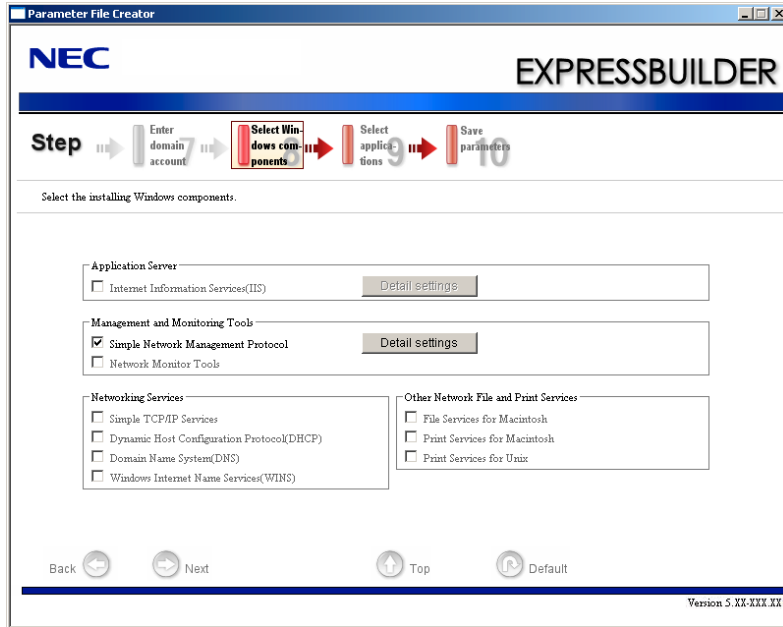 Parameter File Creator
NEC
EXPRESSBUILDER
Step
Enter
domain
account
7
Select Win-
dows com-
ponents
8
Select
applica-
tions
9
Save
parameters
10
Select the installing Windows components.
Application Server
Internet Information Services(IIS)
Detail settings
Management and Monitoring Tools
Simple Network Management Protocol
Detail settings
Network Monitor Tools
Networking Services
Simple TCP/IP Services
Dynamic Host Configuration Protocol(DHCP)
Domain Name System(DNS)
Windows Internet Name Services(WINS)
Other Network File and Print Services
File Services for Macintosh
Print Services for Macintosh
Print Services for Unix
Back
Next
Top
Default
Version 5.XX-XXX.XX